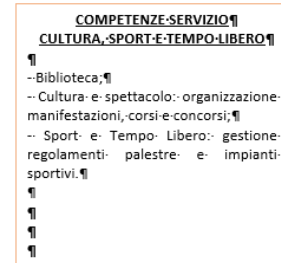 COMPETENZE·SERVIZIO¶
CULTURA,·SPORT·E·TEMPO·LIBERO¶
¶
-·Biblioteca;¶
-·Cultura·e·spettacolo:·organizzazione·
manifestazioni,·corsi·e·concorsi;¶
-· Sport· e· Tempo· Libero:· gestione·
regolamenti· palestre· e· impianti·
sportivi.¶
¶
¶
¶
¶